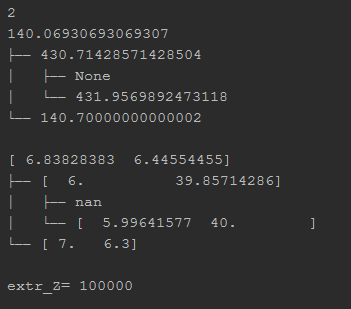 2
140.06930693069307
├── 430.71428571428504
│   ├── None
│   └── 431.9569892473118
└── 140.70000000000002
[ 6.83828383  6.44554455]
├── [  6.          39.85714286]
│   ├── nan
│   └── [  5.99641577  40.        ]
└── [ 7.   6.3]
extr_Z= 100000